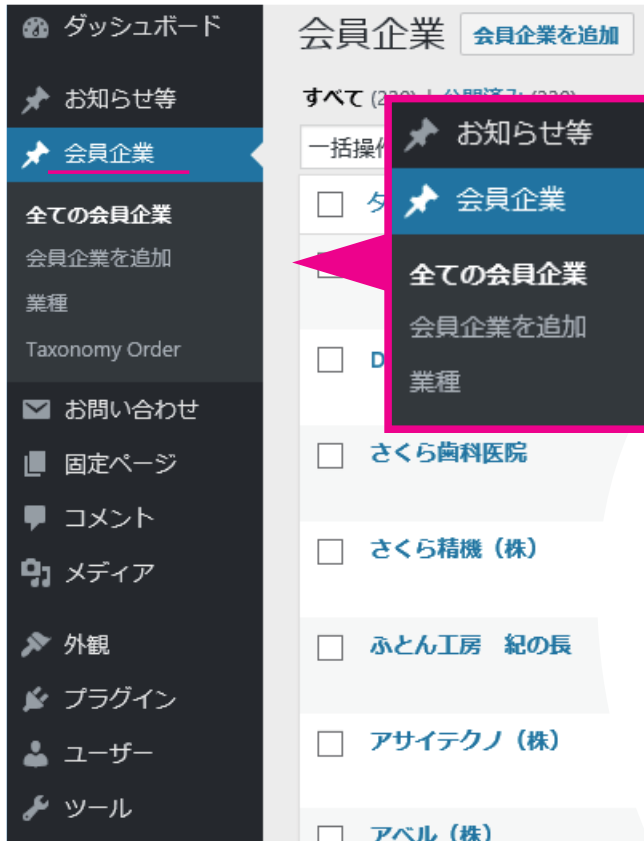 ダッシュボード
お知らせ等
会員企業
全ての会員企業
会員企業を追加
業種
Taxonomy Order
お問い合わせ
固定ページ
コメント
メディア
外観
プラグイン
ユーザー
ツール
会員企業 会員企業を追加
すべて
一括操作
お知らせ等
会員企業
全ての会員企業
会員企業を追加
業種
さくら歯科医院
さくら精機（株）
ふとん工房　紀の長
アサイテクノ（株）
アベル（株）